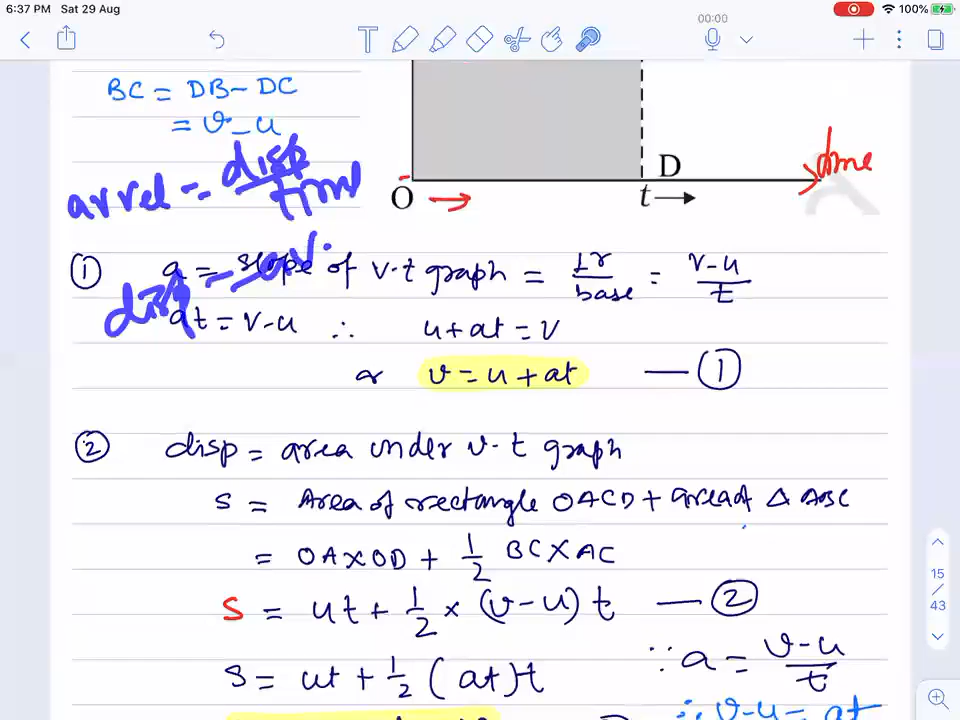 6:37 PM Sat 29 Aug 100%
00:00
BC = DB - DC
= v - u
av vel = disp
time
O
D
t →
time
① a = slope of v-t graph = ⊥r / base = v-u / t
disp = av.
at = v-u ∴ u+at = v
or v = u + at — ①
② disp = area under v-t graph
S = Area of rectangle OACD + area of Δ ABC
= OA × OD + 1/2 BC × AC
S = ut + 1/2 × (v-u) t — ②
S = ut + 1/2 (at) t ∵ a = v-u / t
∴ v-u = at
15
/
43